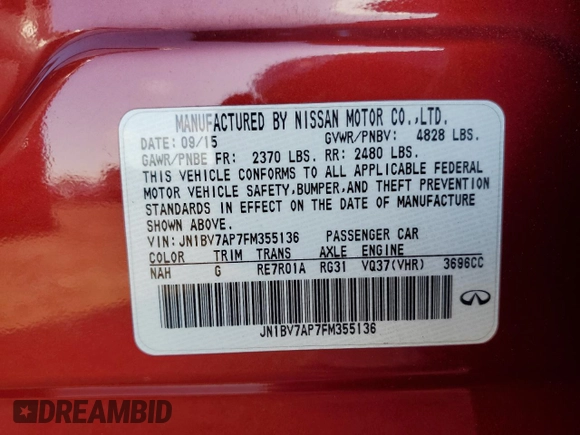 MANUFACTURED BY NISSAN MOTOR CO.,LTD.
DATE: 09/15 GVWR/PNBV: 4828 LBS.
GAWR/PNBE FR: 2370 LBS. RR: 2480 LBS.
THIS VEHICLE CONFORMS TO ALL APPLICABLE FEDERAL
MOTOR VEHICLE SAFETY,BUMPER,AND THEFT PREVENTION
STANDARDS IN EFFECT ON THE DATE OF MANUFACTURE
SHOWN ABOVE.
VIN: JN1BV7AP7FM355136 PASSENGER CAR
COLOR TRIM TRANS AXLE ENGINE
NAH G RE7R01A RG31 VQ37(VHR) 3696CC
JN1BV7AP7FM355136
DREAMBID